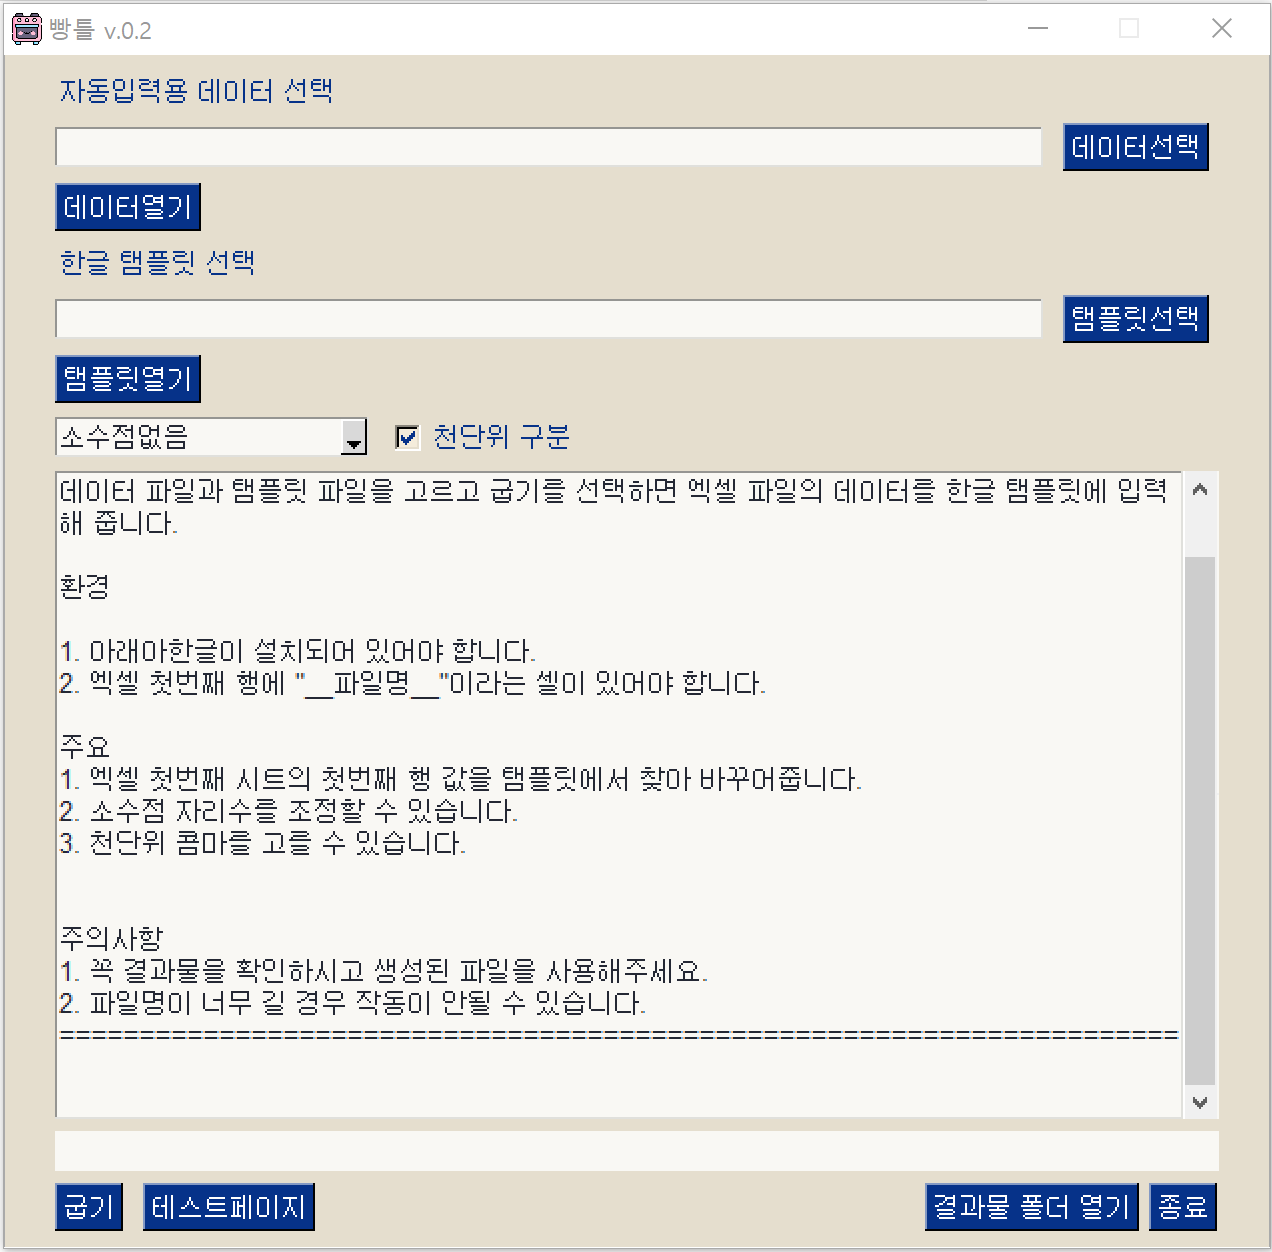 빵틀 v.0.2
자동입력용 데이터 선택
데이터선택
데이터열기
한글 탬플릿 선택
탬플릿선택
탬플릿열기
소수점없음 천단위 구분
데이터 파일과 탬플릿 파일을 고르고 굽기를 선택하면 엑셀 파일의 데이터를 한글 탬플릿에 입력
해 줍니다.
환경
1. 아래아한글이 설치되어 있어야 합니다.
2. 엑셀 첫번째 행에 "__파일명__"이라는 셀이 있어야 합니다.
주요
1. 엑셀 첫번째 시트의 첫번째 행 값을 탬플릿에서 찾아 바꾸어줍니다.
2. 소수점 자리수를 조정할 수 있습니다.
3. 천단위 콤마를 고를 수 있습니다.
주의사항
1. 꼭 결과물을 확인하시고 생성된 파일을 사용해주세요.
2. 파일명이 너무 길 경우 작동이 안될 수 있습니다.
======================================================================
굽기 테스트페이지 결과물 폴더 열기 종료